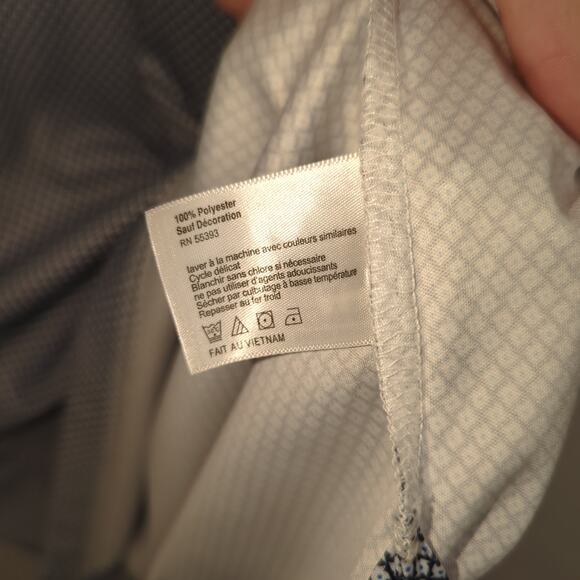 100% Polyester
Sauf Décoration
RN 55393
laver à la machine avec couleurs similaires
Cycle délicat
Blanchir sans chlore si nécessaire
ne pas utiliser d'agents adoucissants
Sécher par culbutage à basse température
Repasser au fer froid
FAIT AU VIETNAM